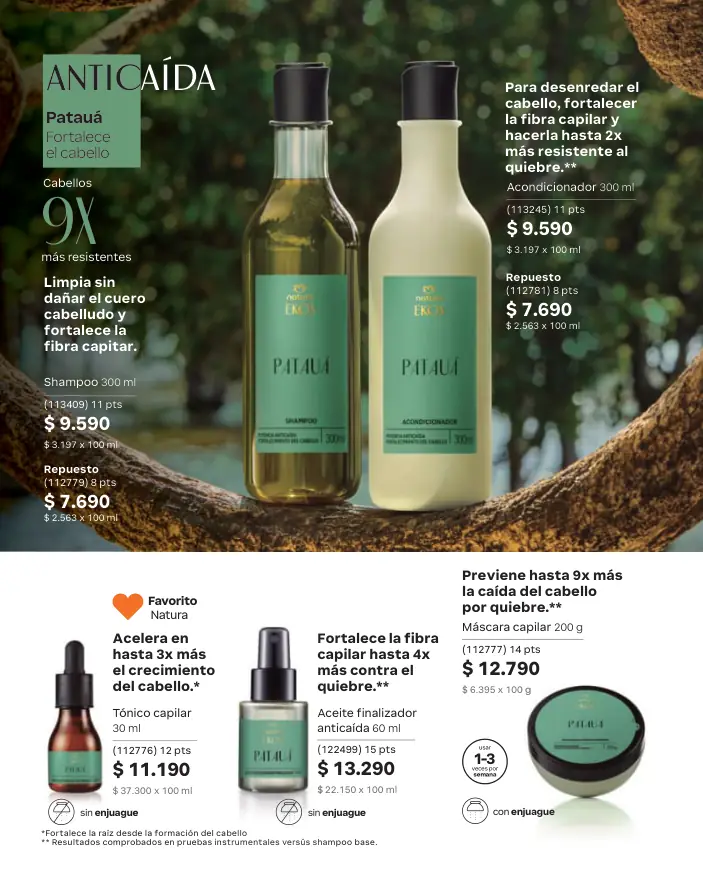 ANTICAÍDA
Patauá
Fortalece
el cabello
Cabellos
9X
más resistentes
Limpia sin
dañar el cuero
cabelludo y
fortalece la
fibra capitar.
Shampoo 300 ml
(113409) 11 pts
$ 9.590
$ 3.197 x 100 ml
Repuesto
(112779) 8 pts
$ 7.690
$ 2.563 x 100 ml
natura
EKOS
PATAUÁ
SHAMPOO
300ml
natura
EKOS
PATAUÁ
ACONDICIONADOR
300ml
Para desenredar el
cabello, fortalecer
la fibra capilar y
hacerla hasta 2x
más resistente al
quiebre.**
Acondicionador 300 ml
(113245) 11 pts
$ 9.590
$ 3.197 x 100 ml
Repuesto
(112781) 8 pts
$ 7.690
$ 2.563 x 100 ml
Favorito
Natura
Acelera en
hasta 3x más
el crecimiento
del cabello.*
Tónico capilar
30 ml
(112776) 12 pts
$ 11.190
$ 37.300 x 100 ml
sin enjuague
Fortalece la fibra
capilar hasta 4x
más contra el
quiebre.**
Aceite finalizador
anticaída 60 ml
(122499) 15 pts
$ 13.290
$ 22.150 x 100 ml
EKOS
PATAUÁ
sin enjuague
Previene hasta 9x más
la caída del cabello
por quiebre.**
Máscara capilar 200 g
(112777) 14 pts
$ 12.790
$ 6.395 x 100 g
PATAUÁ
usar
1-3
veces por
semana
con enjuague
*Fortalece la raíz desde la formación del cabello
** Resultados comprobados en pruebas instrumentales versús shampoo base.